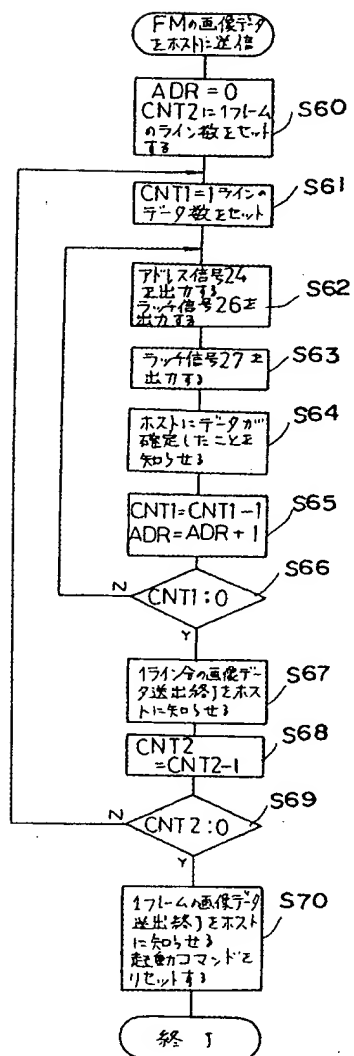 FMの画像データ
をホストに送信
ADR=0
CNT2に1フレーム
のライン数をセット
する
S60
CNT1=1ラインの
データ数をセット
S61
アドレス信号24
を出力する
ラッチ信号26を
出力する
S62
ラッチ信号27を
出力する
S63
ホストにデータが
確定したことを
知らせる
S64
CNT1=CNT1-1
ADR=ADR+1
S65
CNT1:0
S66
N
Y
1ライン分の画像デー
タ送出終了をホス
トに知らせる
S67
CNT2
=CNT2-1
S68
CNT2:0
S69
N
Y
1フレームの画像データ
送出終了をホスト
に知らせる
起動コマンドを
リセットする
S70
終了